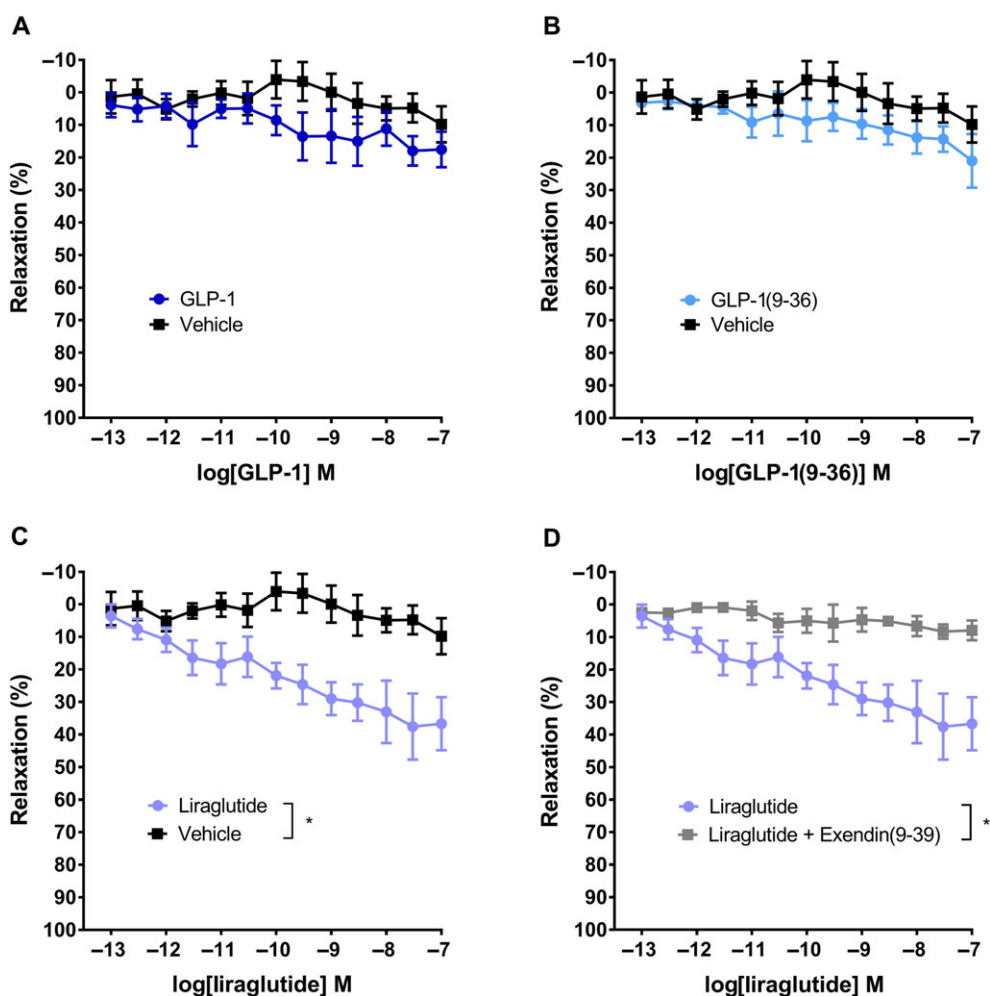 A
Relaxation (%)
–10
0
10
20
30
40
50
60
70
80
90
100
GLP-1
Vehicle
–13 –12 –11 –10 –9 –8 –7
log[GLP-1] M
B
Relaxation (%)
–10
0
10
20
30
40
50
60
70
80
90
100
GLP-1(9-36)
Vehicle
–13 –12 –11 –10 –9 –8 –7
log[GLP-1(9-36)] M
C
Relaxation (%)
–10
0
10
20
30
40
50
60
70
80
90
100
Liraglutide
Vehicle
*
–13 –12 –11 –10 –9 –8 –7
log[liraglutide] M
D
Relaxation (%)
–10
0
10
20
30
40
50
60
70
80
90
100
Liraglutide
Liraglutide + Exendin(9-39)
*
–13 –12 –11 –10 –9 –8 –7
log[liraglutide] M